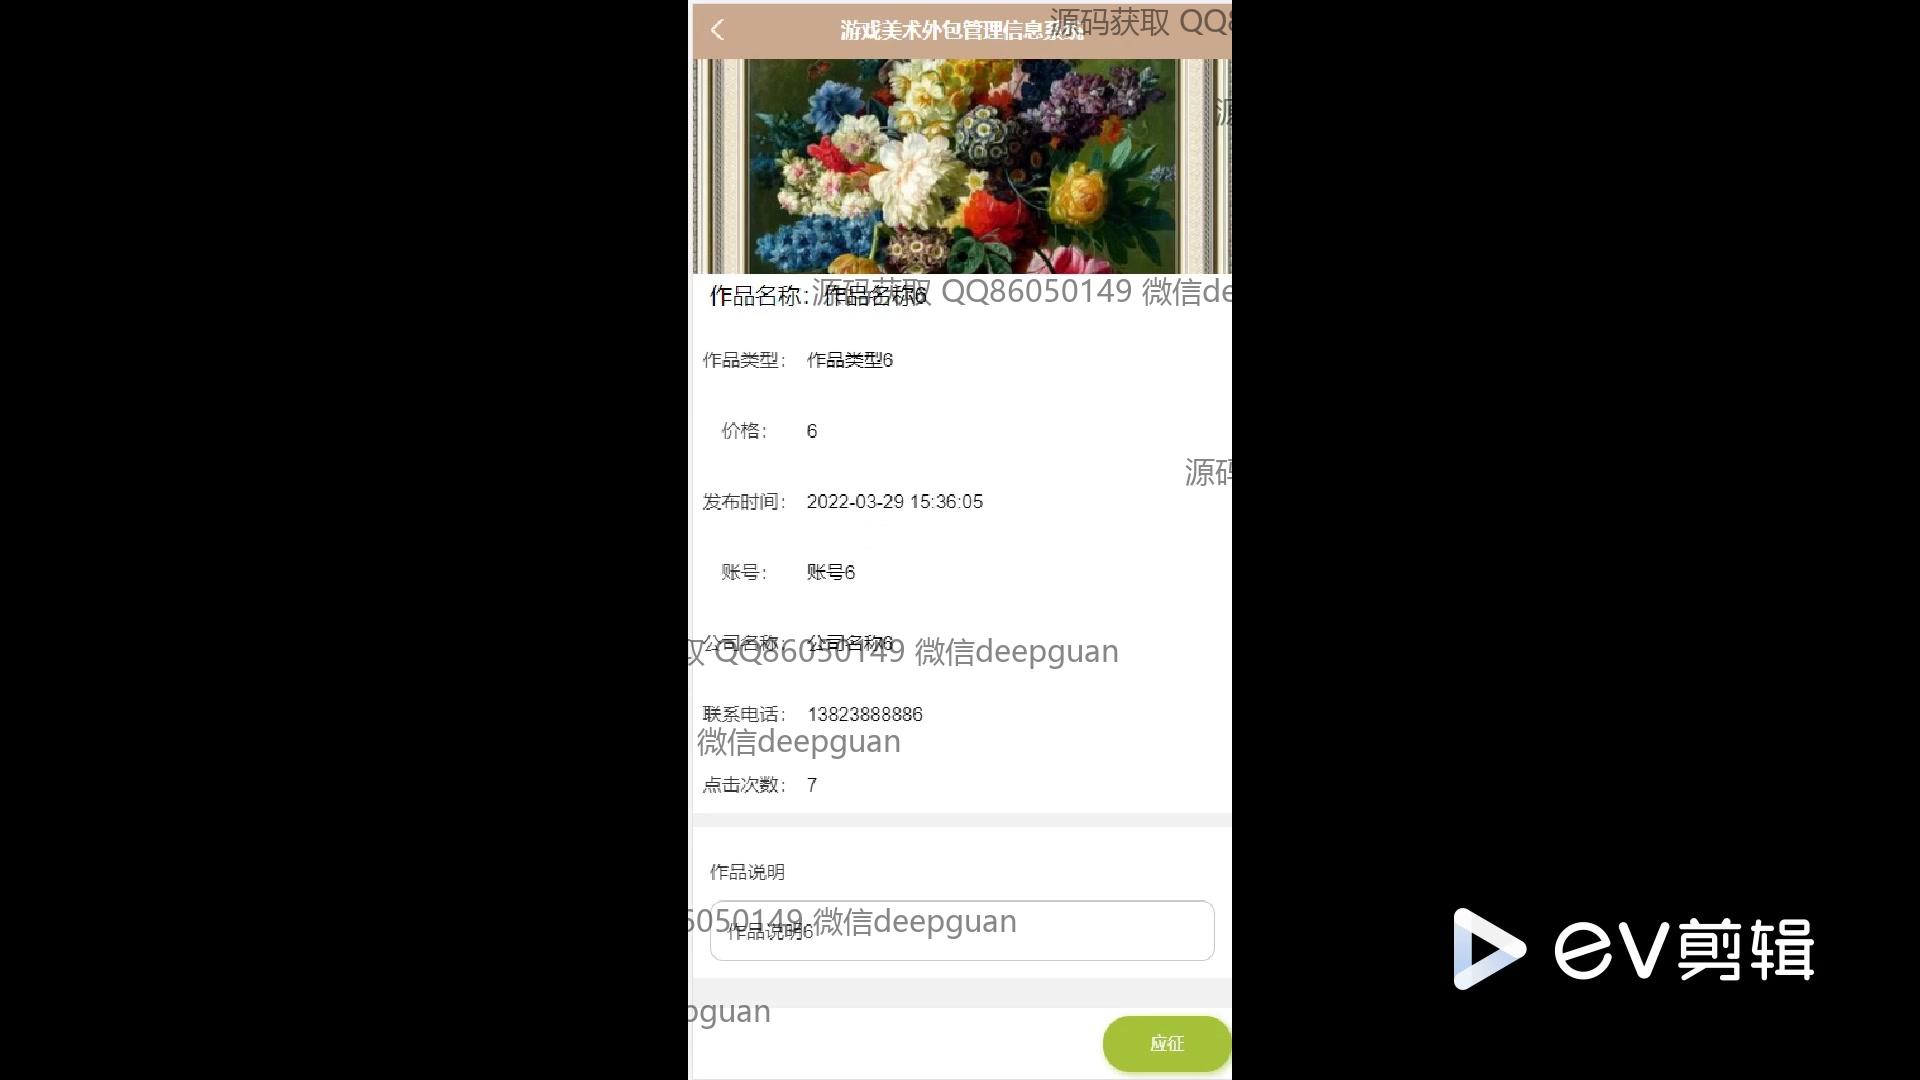 游戏美术外包管理信息系统
源码获取 QQ8
源
作品名称：作品名称6
源码获取 QQ86050149 微信de
作品类型： 作品类型6
价格： 6
源码
发布时间： 2022-03-29 15:36:05
账号： 账号6
公司名称： 公司名称6
取 QQ86050149 微信deepguan
联系电话： 13823888886
微信deepguan
点击次数： 7
作品说明
6050149 微信deepguan
作品说明6
pguan
应征
ev剪辑